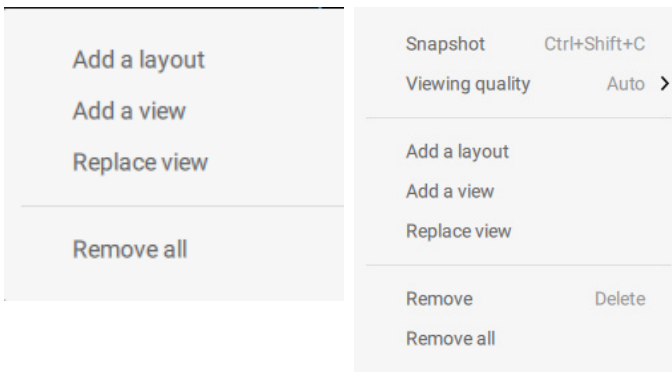 Add a layout
Add a view
Replace view
Remove all
Snapshot Ctrl+Shift+C
Viewing quality Auto
Add a layout
Add a view
Replace view
Remove Delete
Remove all